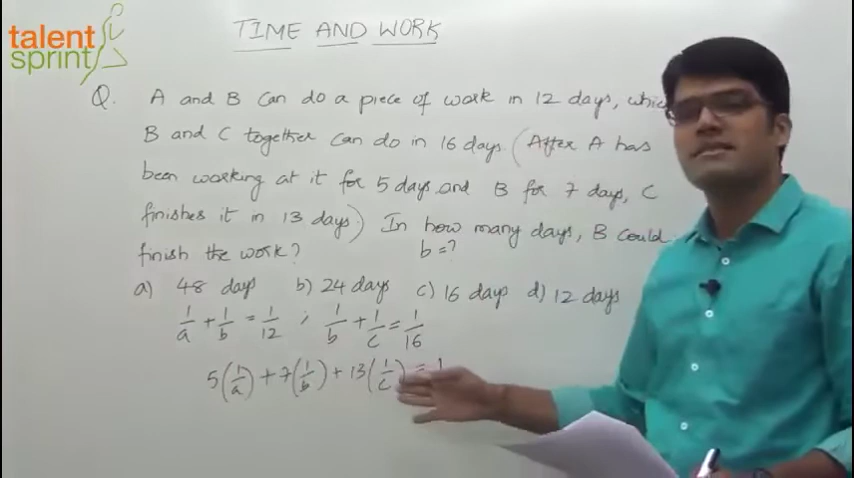 talent
sprint
TIME AND WORK
Q. A and B can do a piece of work in 12 days, which
B and C together can do in 16 days. (After A has
been working at it for 5 days and B for 7 days, C
finishes it in 13 days) In how many days, B could
finish the work? b=?
a) 48 days b) 24 days c) 16 days d) 12 days
1/a + 1/b = 1/12 ; 1/b + 1/c = 1/16
5(1/a) + 7(1/b) + 13(1/c) = 1